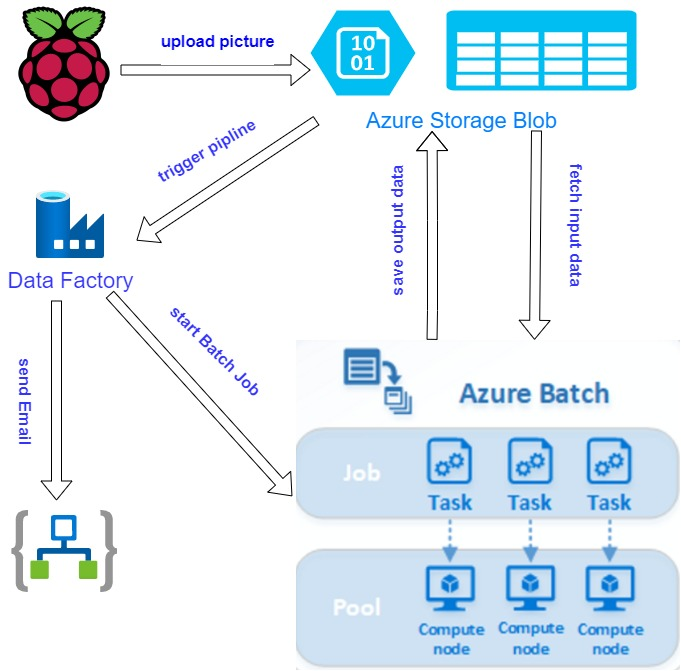 upload picture
10
01
Azure Storage Blob
trigger pipline
save output data
fetch input data
Data Factory
start Batch Job
send Email
Azure Batch
Job
Task Task Task
Pool
Compute node
Compute node
Compute node